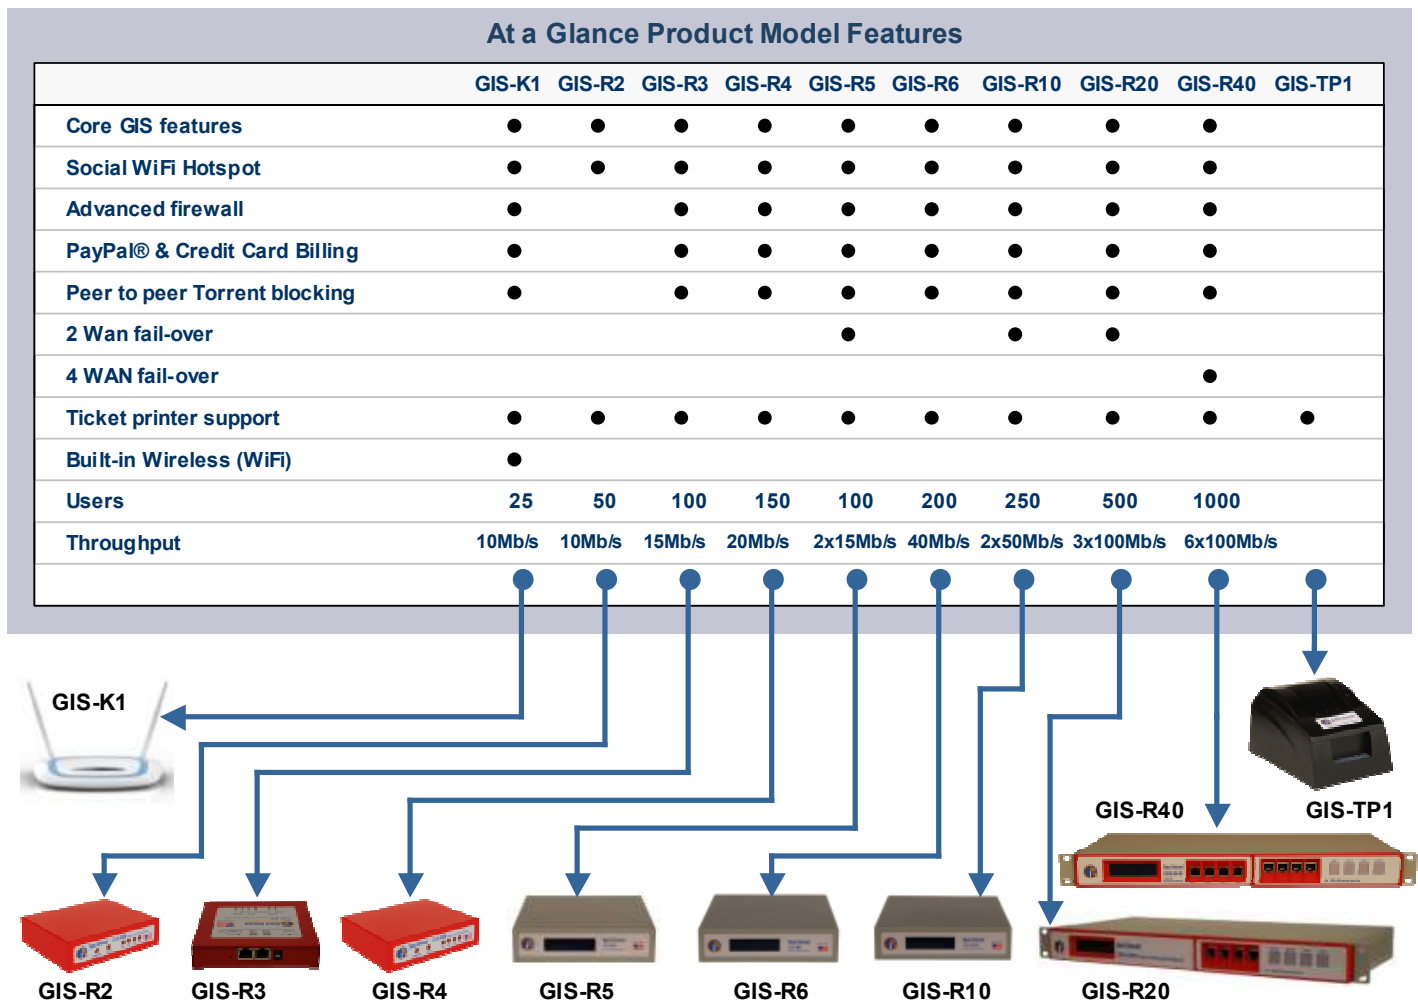 At a Glance Product Model Features
GIS-K1 GIS-R2 GIS-R3 GIS-R4 GIS-R5 GIS-R6 GIS-R10 GIS-R20 GIS-R40 GIS-TP1
Core GIS features ● ● ● ● ● ● ● ● ●
Social WiFi Hotspot ● ● ● ● ● ● ● ● ●
Advanced firewall ● ● ● ● ● ● ● ●
PayPal® & Credit Card Billing ● ● ● ● ● ● ● ●
Peer to peer Torrent blocking ● ● ● ● ● ● ● ●
2 Wan fail-over ● ● ●
4 WAN fail-over ●
Ticket printer support ● ● ● ● ● ● ● ● ● ●
Built-in Wireless (WiFi) ●
Users 25 50 100 150 100 200 250 500 1000
Throughput 10Mb/s 10Mb/s 15Mb/s 20Mb/s 2x15Mb/s 40Mb/s 2x50Mb/s 3x100Mb/s 6x100Mb/s
GIS-K1
GIS-R40 GIS-TP1
GIS-R2 GIS-R3 GIS-R4 GIS-R5 GIS-R6 GIS-R10 GIS-R20